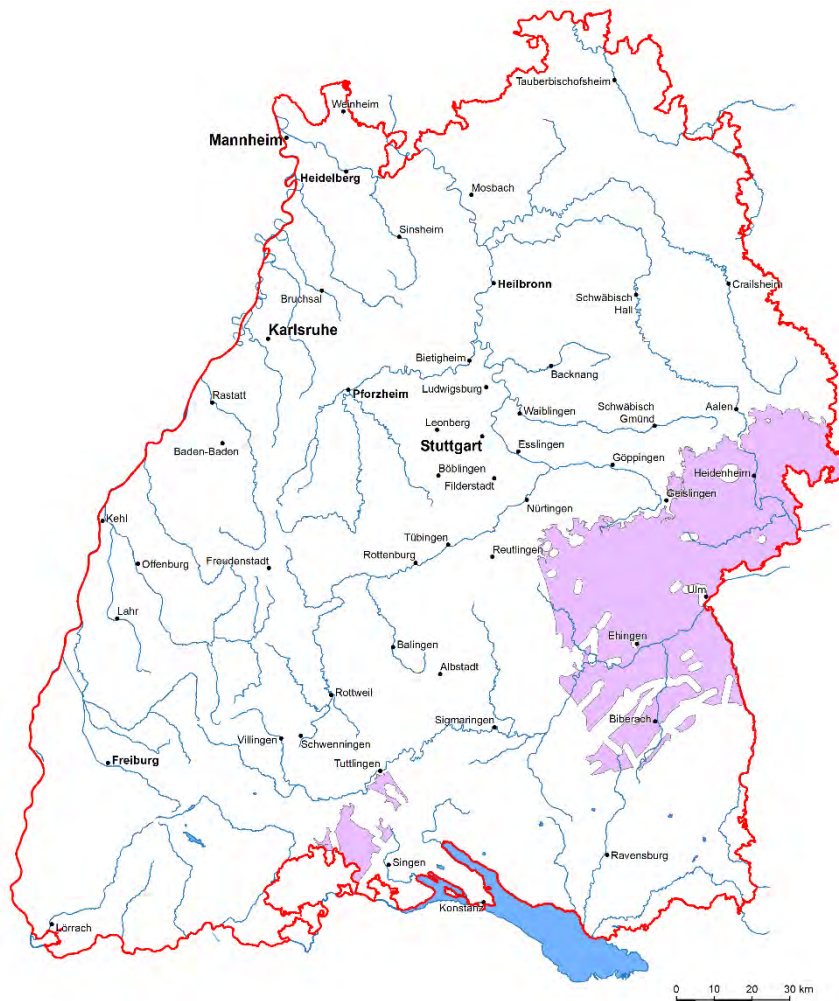 Tauberbischofsheim
Weinheim
Mannheim
Heidelberg
Mosbach
Sinsheim
Heilbronn
Crailsheim
Bruchsal
Schwäbisch
Hall
Karlsruhe
Bietigheim
Backnang
Ludwigsburg
Pforzheim
Rastatt
Waiblingen
Schwäbisch
Gmünd
Aalen
Leonberg
Stuttgart
Baden-Baden
Esslingen
Göppingen
Böblingen
Filderstadt
Heidenheim
Geislingen
Nürtingen
Kehl
Tübingen
Reutlingen
Rottenburg
Offenburg
Freudenstadt
Ulm
Lahr
Ehingen
Balingen
Albstadt
Rottweil
Biberach
Sigmaringen
Villingen
Schwenningen
Freiburg
Tuttlingen
Singen
Ravensburg
Konstanz
Lörrach
0 10 20 30 km